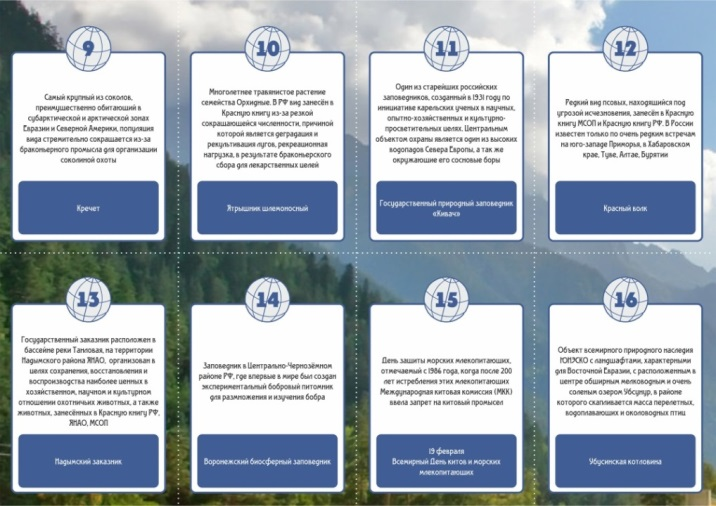 9
Самый крупный из соколов,
преимущественно обитающий в
субарктической и арктической зонах
Евразии и Северной Америки, популяция
вида стремительно сокращается из-за
браконьерского промысла для организации
соколиной охоты
Кречет
10
Многолетнее травянистое растение
семейства Орхидные. В РФ вид занесён в
Красную книгу из-за резкой
сокращающейся численности, причиной
которой является деградация и
рекультивация лугов, рекреационная
нагрузка, в результате браконьерского
сбора для лекарственных целей
Ятрышник шлемоносный
11
Один из старейших российских
заповедников, созданный в 1931 году по
инициативе карельских ученых в научных,
опытно-хозяйственных и культурно-
просветительных целях. Центральным
объектом охраны является один из высоких
водопадов Севера Европы, а так же
окружающие его сосновые боры
Государственный природный заповедник
«Кивач»
12
Редкий вид псовых, находящийся под
угрозой исчезновения, занесён в Красную
книгу МСОП и Красную книгу РФ. В России
известен только по очень редким встречам
на юго-западе Приморья, в Хабаровском
крае, Туве, Алтае, Бурятии
Красный волк
13
Государственный заказник расположен в
бассейне реки Танловая, на территории
Надымского района ЯНАО, организован в
целях сохранения, восстановления и
воспроизводства наиболее ценных в
хозяйственном, научном и культурном
отношении охотничьих животных, а также
животных, занесённых в Красную книгу РФ,
ЯНАО, МСОП
Надымский заказник
14
Заповедник в Центрально-Чернозёмном
районе РФ, где впервые в мире был создан
экспериментальный бобровый питомник
для размножения и изучения бобра
Воронежский биосферный заповедник
15
День защиты морских млекопитающих,
отмечаемый с 1986 года, когда после 200
лет истребления этих млекопитающих
Международная китовая комиссия (МКК)
ввела запрет на китовый промысел
19 февраля
Всемирный День китов и морских
млекопитающих
16
Объект всемирного природного наследия
ЮНЕСКО с ландшафтами, характерными
для Восточной Евразии, с расположенным в
центре обширным мелководным и очень
соленым озером Убсунур, в районе
которого скапливается масса перелетных,
водоплавающих и околоводных птиц
Убусинская котловина